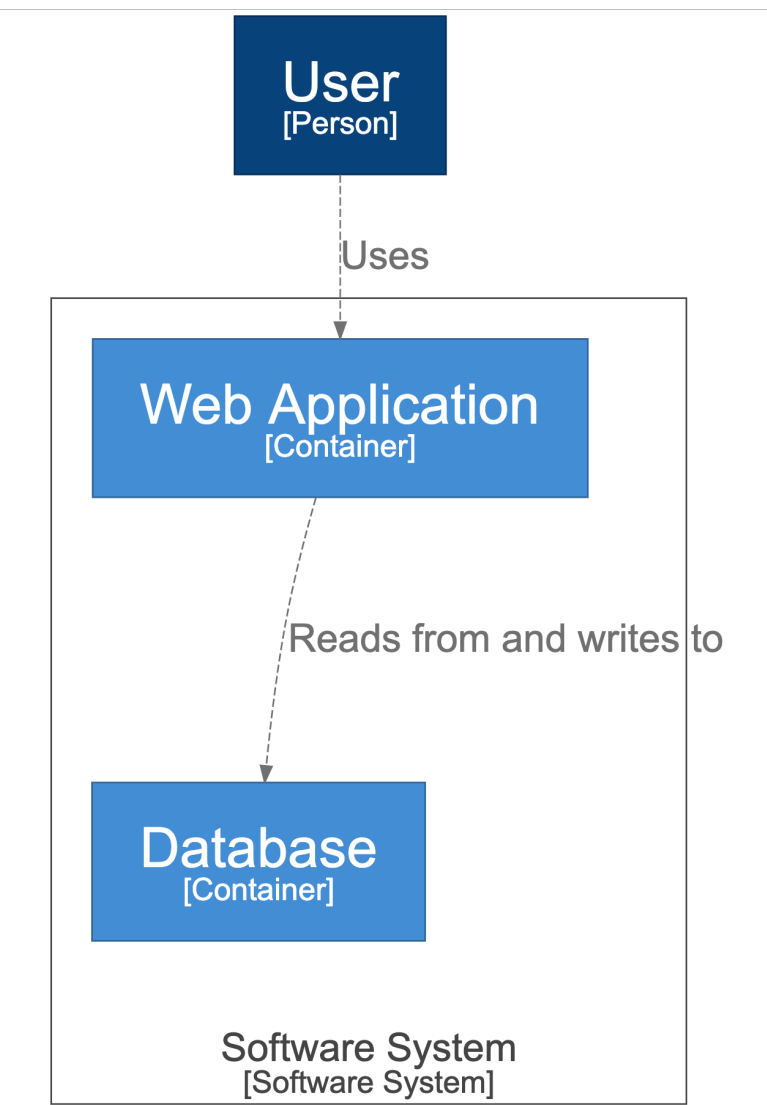 User
[Person]
Uses
Web Application
[Container]
Reads from and writes to
Database
[Container]
Software System
[Software System]